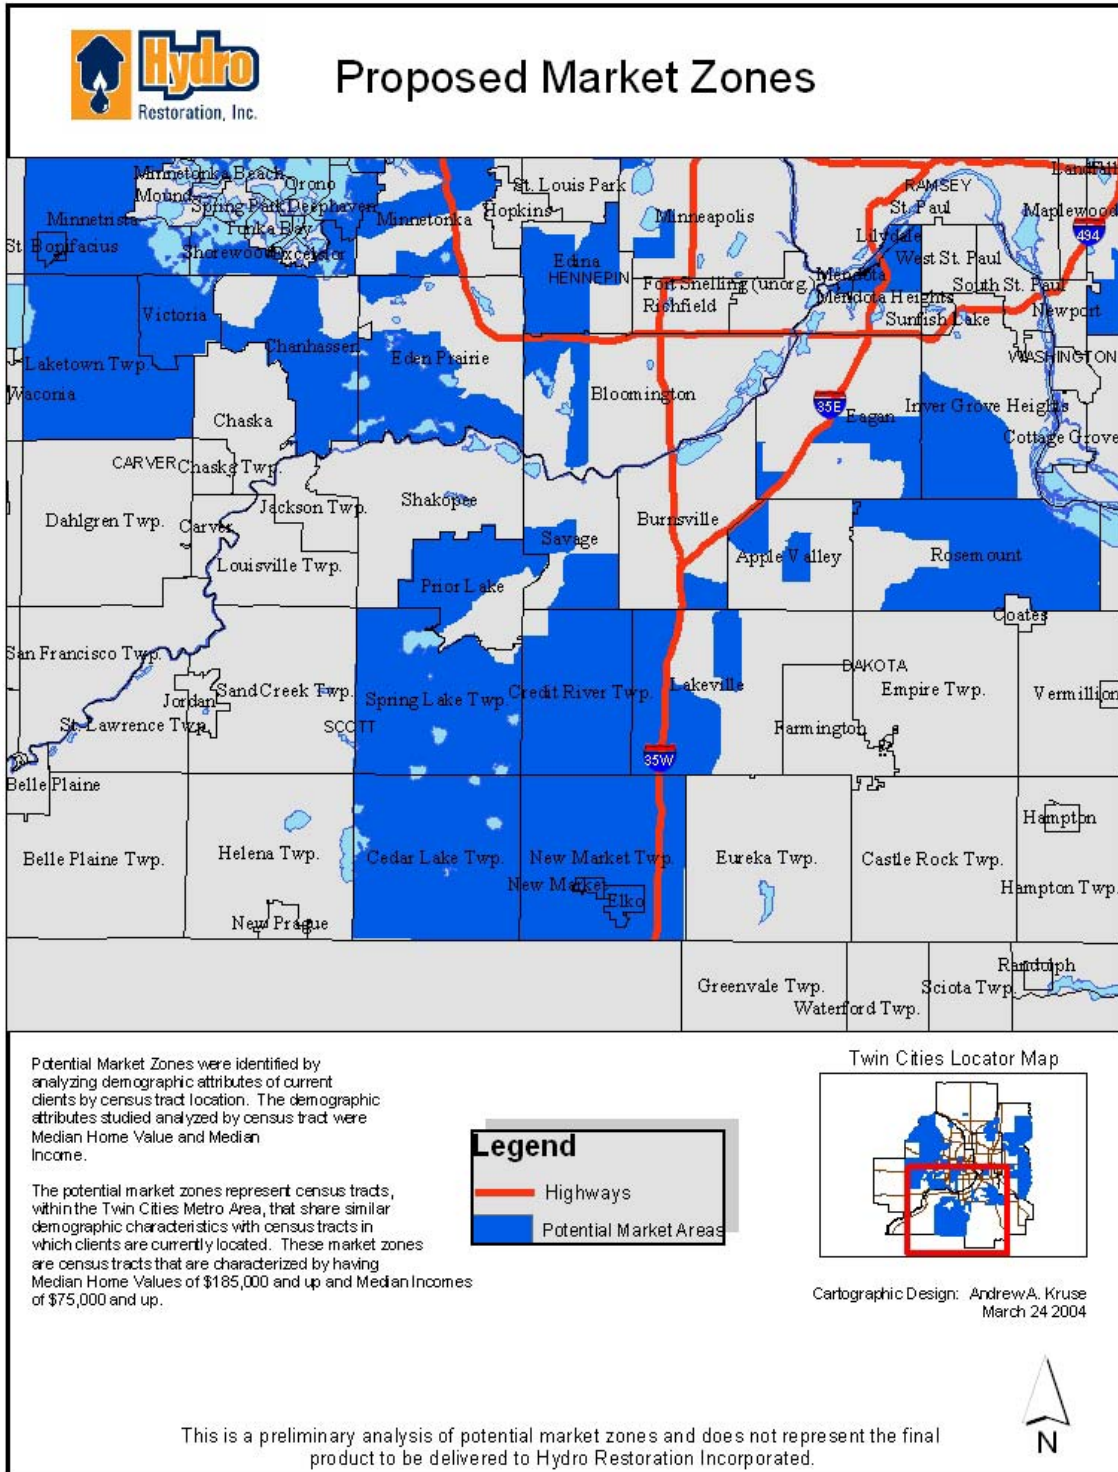 Hydro
Restoration, Inc.
Proposed Market Zones
Minnetonka Beach
Orono
Mound
Spring Park
Deephaven
Minnetrista
Tonka Bay
St. Bonifacius
Shorewood
Excelsior
Minnetonka
St. Louis Park
Hopkins
Minneapolis
Edina
HENNEPIN
RAMSEY
St. Paul
Landfall
Maplewood
494
Lilydale
West St. Paul
Mendota
South St. Paul
Fort Snelling (unorg.)
Mendota Heights
Richfield
Sunfish Lake
Newport
WASHINGTON
Victoria
Chanhassen
Eden Prairie
Laketown Twp.
Waconia
Bloomington
Chaska
35E
Eagan
Inver Grove Heights
Cottage Grove
CARVER
Chaska Twp.
Dahlgren Twp.
Carver
Jackson Twp.
Shakopee
Louisville Twp.
Savage
Burnsville
Apple Valley
Rosemount
Prior Lake
Coates
San Francisco Twp.
Jordan
Sand Creek Twp.
St. Lawrence Twp.
SCOTT
Spring Lake Twp.
Credit River Twp.
Lakeville
DAKOTA
Empire Twp.
Vermillion
Farmington
35W
Belle Plaine
Belle Plaine Twp.
Helena Twp.
Cedar Lake Twp.
New Market Twp.
New Market
Elko
Eureka Twp.
Castle Rock Twp.
Hampton
Hampton Twp.
New Prague
Greenvale Twp.
Waterford Twp.
Sciota Twp.
Randolph
Potential Market Zones were identified by
analyzing demographic attributes of current
clients by census tract location. The demographic
attributes studied analyzed by census tract were
Median Home Value and Median
Income.
The potential market zones represent census tracts,
within the Twin Cities Metro Area, that share similar
demographic characteristics with census tracts in
which clients are currently located. These market zones
are census tracts that are characterized by having
Median Home Values of $185,000 and up and Median Incomes
of $75,000 and up.
Legend
Highways
Potential Market Areas
Twin Cities Locator Map
Cartographic Design: Andrew A. Kruse
March 24 2004
N
This is a preliminary analysis of potential market zones and does not represent the final
product to be delivered to Hydro Restoration Incorporated.